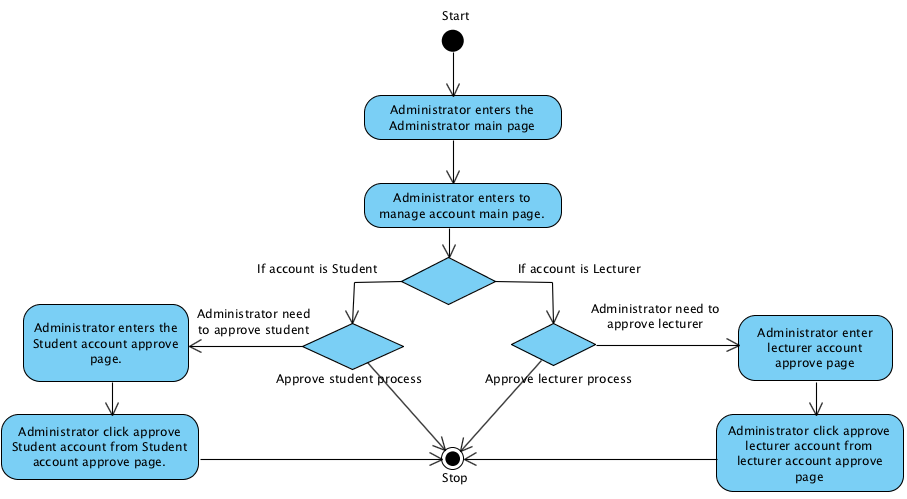 Start
Administrator enters the
Administrator main page
Administrator enters to
manage account main page.
If account is Student
If account is Lecturer
Administrator need
to approve student
Administrator need to
approve lecturer
Administrator enters the
Student account approve
page.
Administrator enter
lecturer account
approve page
Approve student process
Approve lecturer process
Administrator click approve
Student account from Student
account approve page.
Administrator click approve
lecturer account from
lecturer account approve
page
Stop